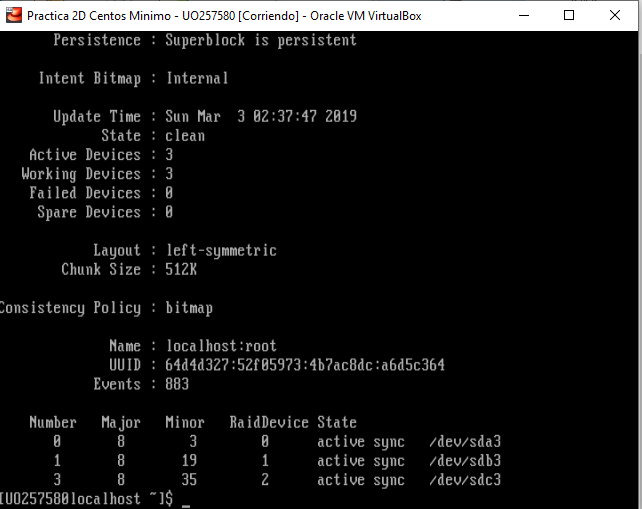 Practica 2D Centos Minimo - UO257580 [Corriendo] - Oracle VM VirtualBox
Persistence : Superblock is persistent
Intent Bitmap : Internal
Update Time : Sun Mar  3 02:37:47 2019
State : clean
Active Devices : 3
Working Devices : 3
Failed Devices : 0
Spare Devices : 0
Layout : left-symmetric
Chunk Size : 512K
Consistency Policy : bitmap
Name : localhost:root
UUID : 64d4d327:52f05973:4b7ac8dc:a6d5c364
Events : 883
Number   Major   Minor   RaidDevice State
0       8        3        0      active sync   /dev/sda3
1       8       19        1      active sync   /dev/sdb3
3       8       35        2      active sync   /dev/sdc3
[UO257580@localhost ~]$ _